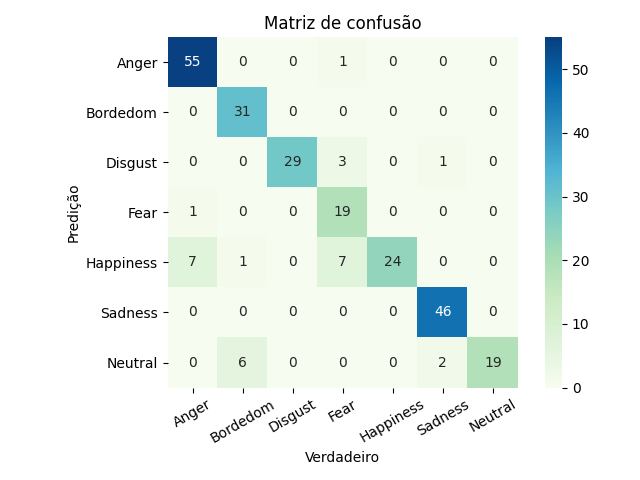 Matriz de confusão
Predição
Anger 55 0 0 1 0 0 0
Bordedom 0 31 0 0 0 0 0
Disgust 0 0 29 3 0 1 0
Fear 1 0 0 19 0 0 0
Happiness 7 1 0 7 24 0 0
Sadness 0 0 0 0 0 46 0
Neutral 0 6 0 0 0 2 19
Anger Bordedom Disgust Fear Happiness Sadness Neutral
Verdadeiro
50
40
30
20
10
0